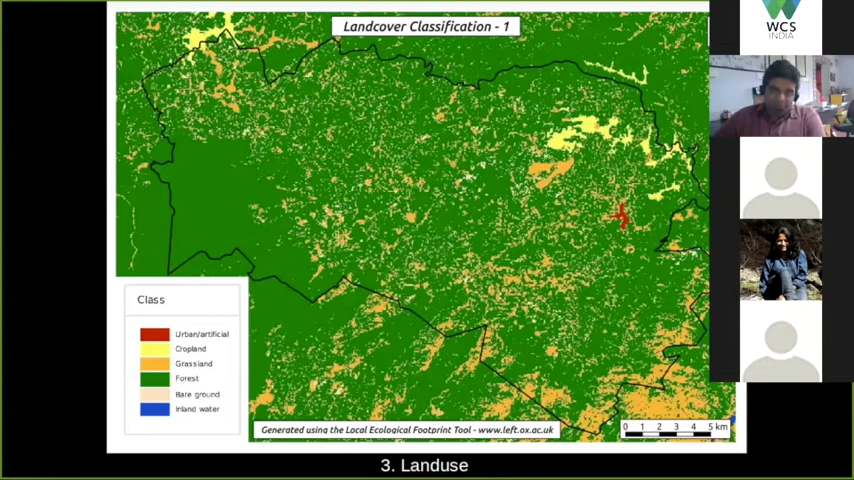 Landcover Classification - 1
WCS
INDIA
Class
Urban/artificial
Cropland
Grassland
Forest
Bare ground
Inland water
Generated using the Local Ecological Footprint Tool - www.left.ox.ac.uk
0 1 2 3 4 5 km
3. Landuse